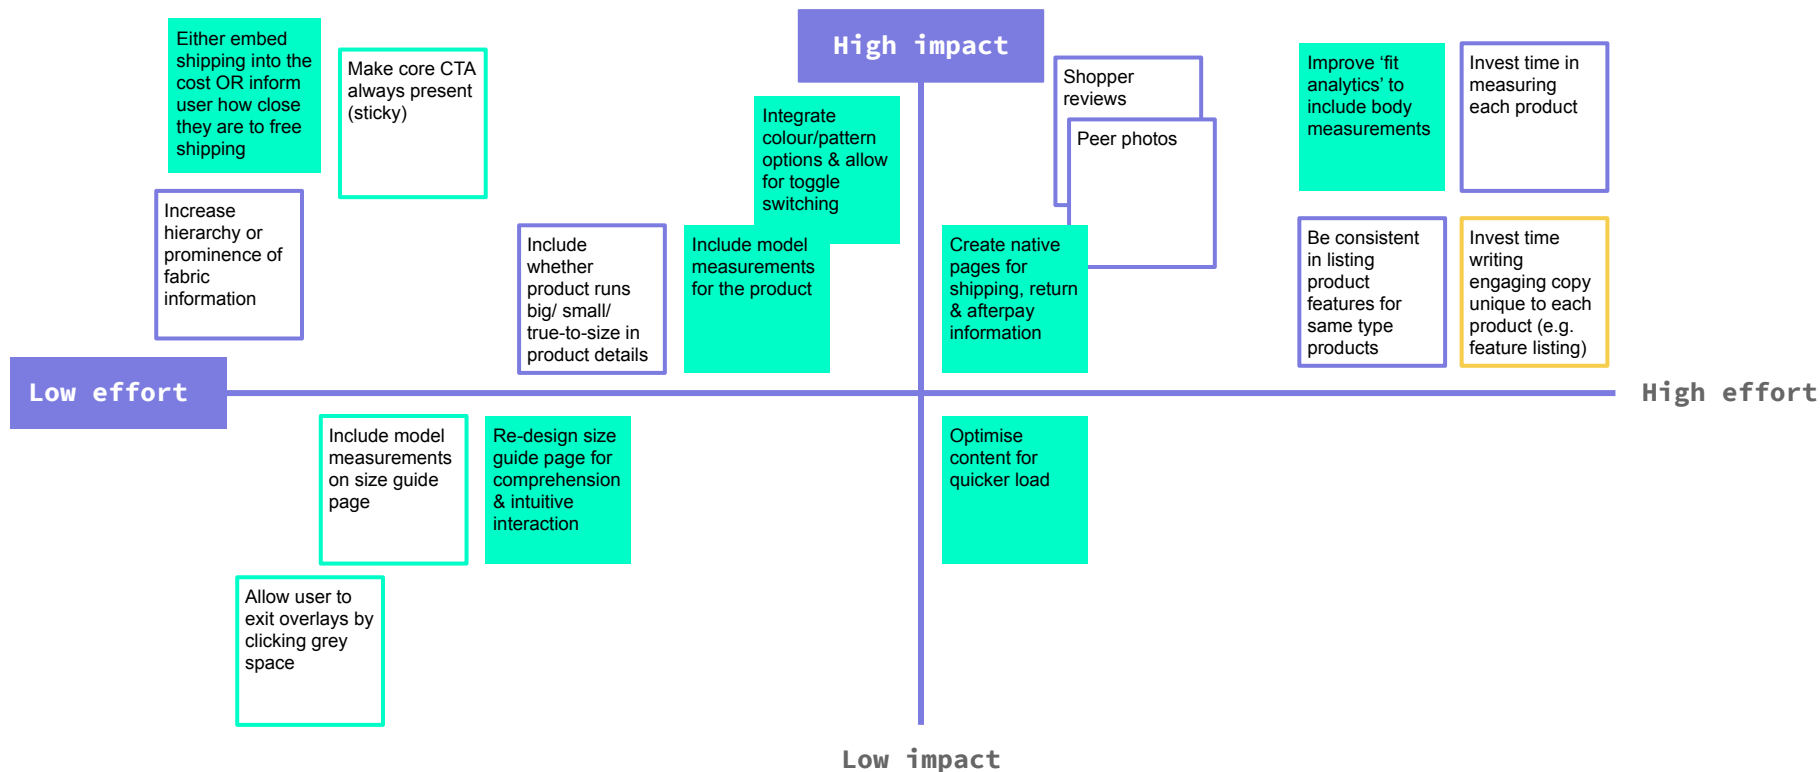 Either embed
shipping into the
cost OR inform
user how close
they are to free
shipping
Make core CTA
always present
(sticky)
High impact
Integrate
colour/pattern
options & allow
for toggle
switching
Shopper
reviews
Peer photos
Improve ‘fit
analytics’ to
include body
measurements
Invest time in
measuring
each product
Increase
hierarchy or
prominence of
fabric
information
Include
whether
product runs
big/ small/
true-to-size in
product details
Include model
measurements
for the product
Create native
pages for
shipping, return
& afterpay
information
Be consistent
in listing
product
features for
same type
products
Invest time
writing
engaging copy
unique to each
product (e.g.
feature listing)
Low effort
High effort
Include model
measurements
on size guide
page
Re-design size
guide page for
comprehension
& intuitive
interaction
Optimise
content for
quicker load
Allow user to
exit overlays by
clicking grey
space
Low impact